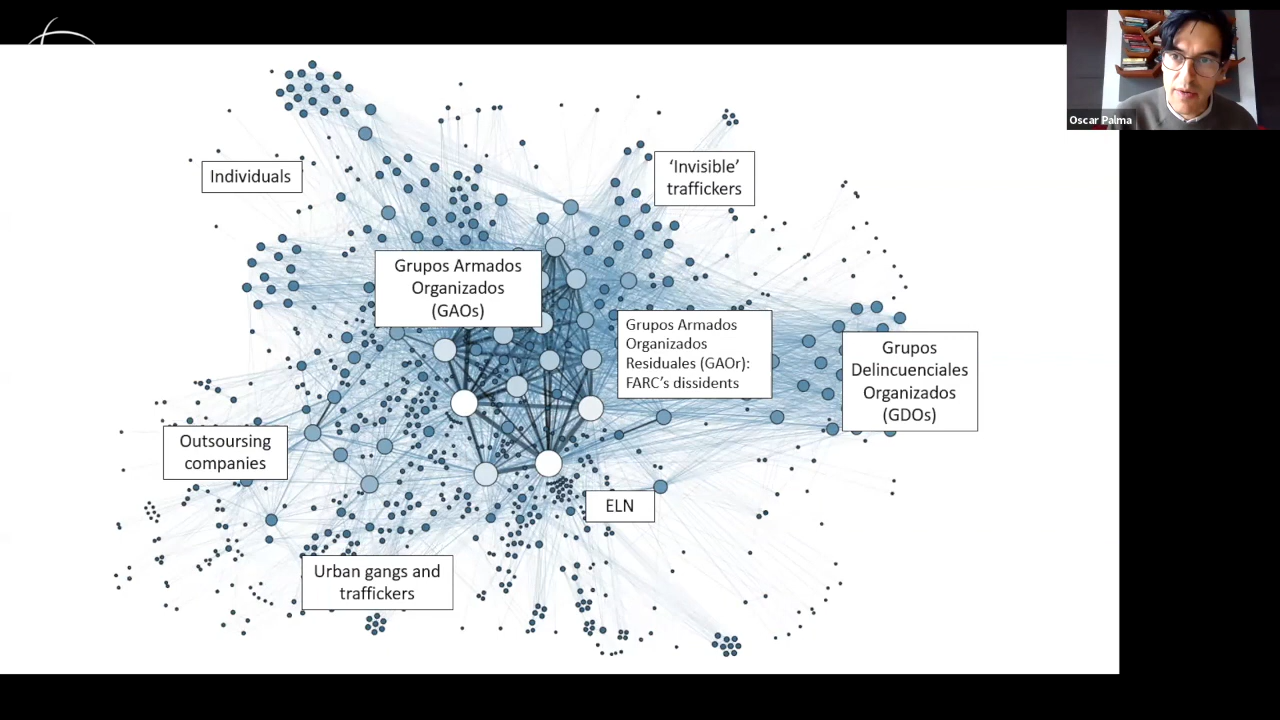 Oscar Palma
Individuals
'Invisible'
traffickers
Grupos Armados
Organizados
(GAOs)
Grupos Armados
Organizados
Residuales (GAOr):
FARC's dissidents
Grupos
Delincuenciales
Organizados
(GDOs)
Outsoursing
companies
ELN
Urban gangs and
traffickers